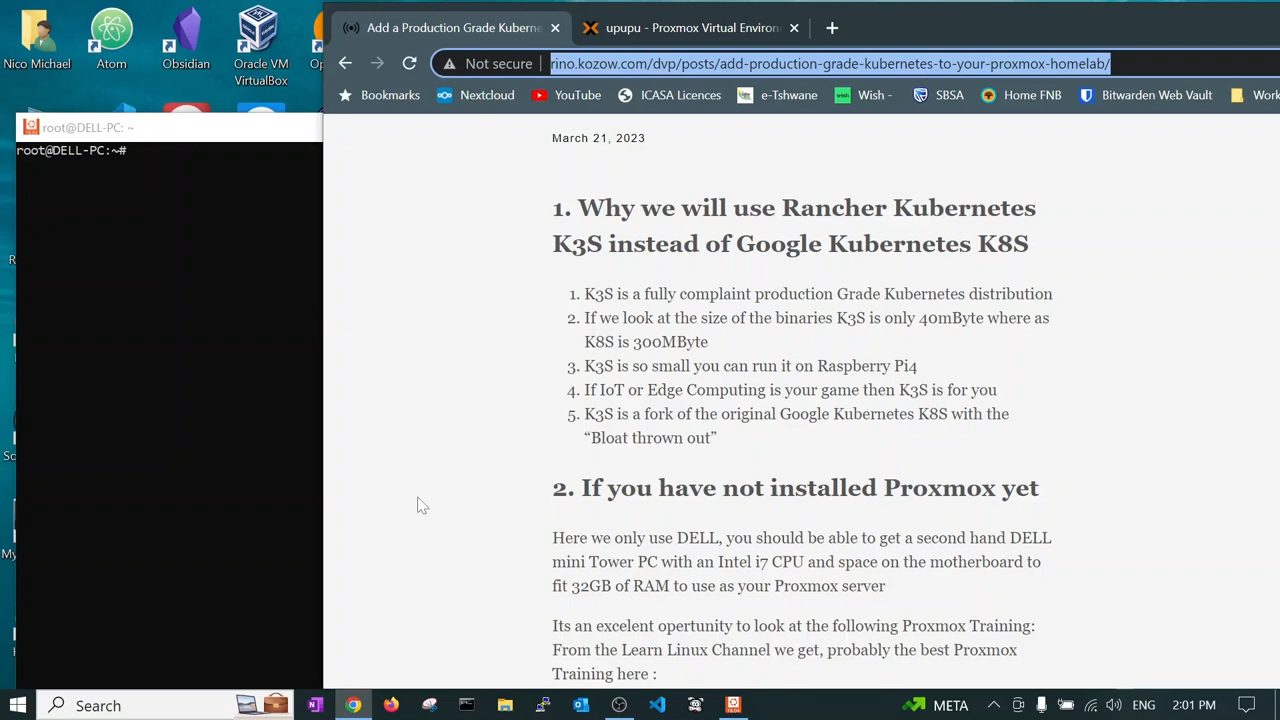 Nico Michael
Atom
Obsidian
Oracle VM
VirtualBox
Add a Production Grade Kuberne
upupu - Proxmox Virtual Environ
Not secure
rino.kozow.com/dvp/posts/add-production-grade-kubernetes-to-your-proxmox-homelab/
Bookmarks
Nextcloud
YouTube
ICASA Licences
e-Tshwane
Wish -
SBSA
Home FNB
Bitwarden Web Vault
Work
root@DELL-PC: ~
root@DELL-PC:~#
March 21, 2023
1. Why we will use Rancher Kubernetes
K3S instead of Google Kubernetes K8S
1. K3S is a fully complaint production Grade Kubernetes distribution
2. If we look at the size of the binaries K3S is only 40mByte where as
K8S is 300MByte
3. K3S is so small you can run it on Raspberry Pi4
4. If IoT or Edge Computing is your game then K3S is for you
5. K3S is a fork of the original Google Kubernetes K8S with the
“Bloat thrown out”
2. If you have not installed Proxmox yet
Here we only use DELL, you should be able to get a second hand DELL
mini Tower PC with an Intel i7 CPU and space on the motherboard to
fit 32GB of RAM to use as your Proxmox server
Its an excelent opertunity to look at the following Proxmox Training:
From the Learn Linux Channel we get, probably the best Proxmox
Training here :
Search
META
ENG
2:01 PM